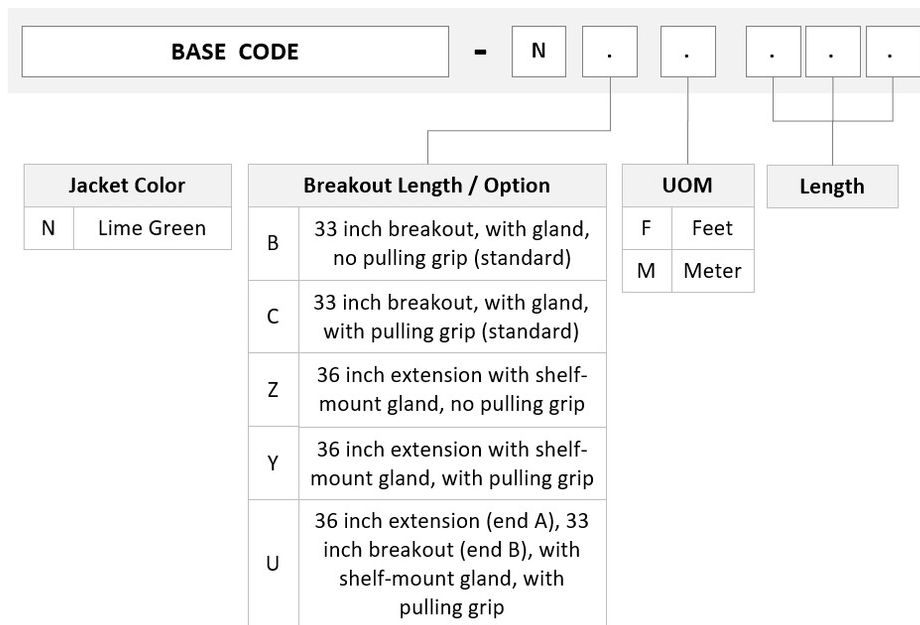 BASE CODE - N . . . . .
Jacket Color
N Lime Green
Breakout Length / Option
B 33 inch breakout, with gland,
no pulling grip (standard)
C 33 inch breakout, with gland,
with pulling grip (standard)
Z 36 inch extension with shelf-
mount gland, no pulling grip
Y 36 inch extension with shelf-
mount gland, with pulling grip
U 36 inch extension (end A), 33
inch breakout (end B), with
shelf-mount gland, with
pulling grip
UOM
F Feet
M Meter
Length